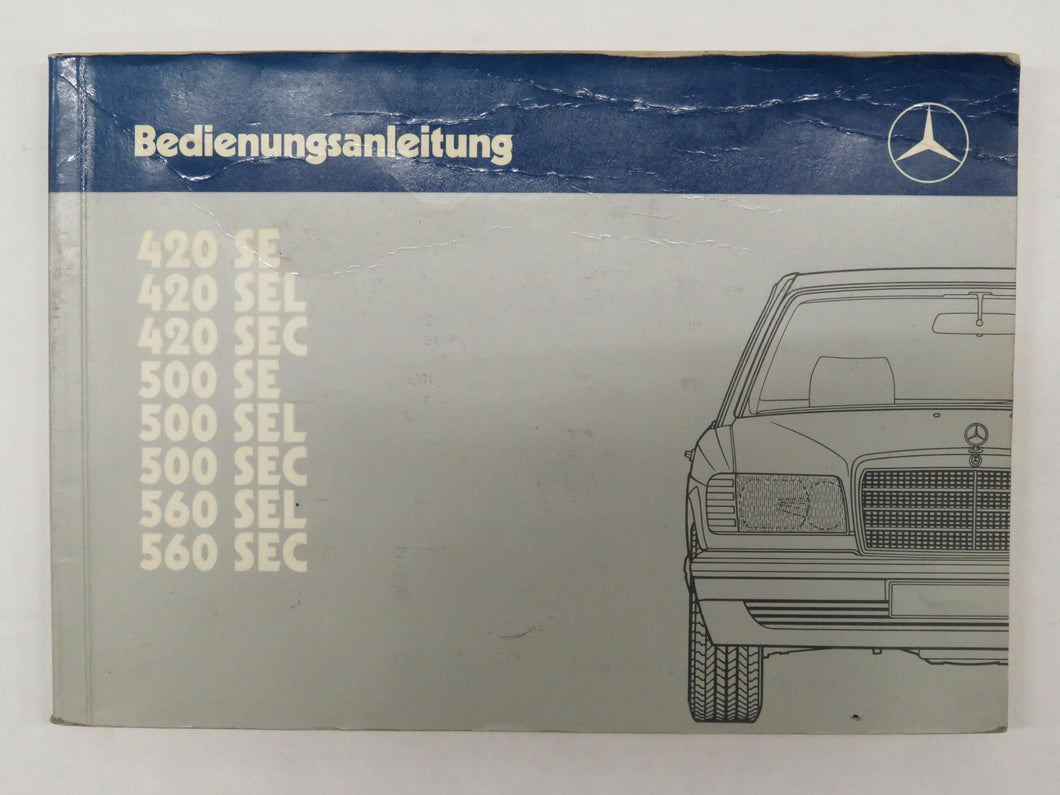 Bedienungsanleitung
420 SE
420 SEL
420 SEC
500 SE
500 SEL
500 SEC
560 SEL
560 SEC